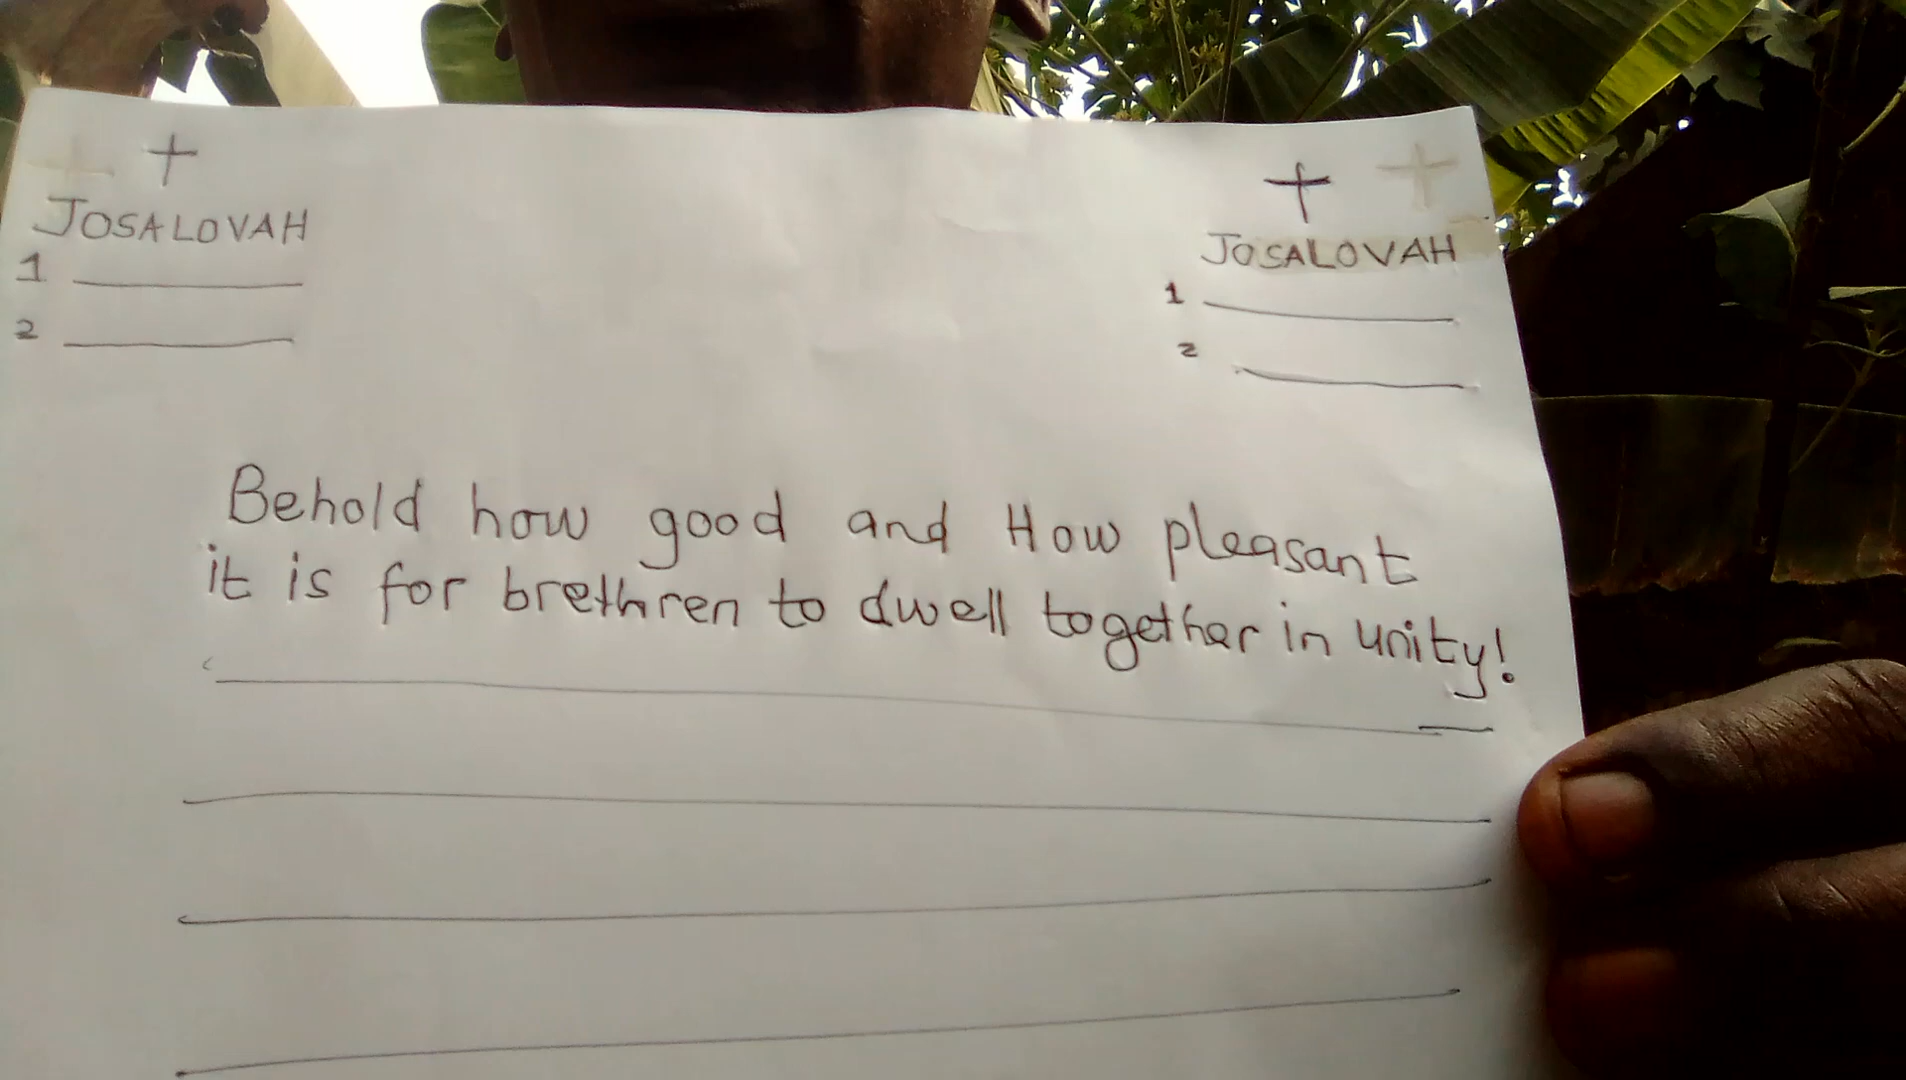 JOSALOVAH
1
2
JOSALOVAH
1
2
Behold how good and How pleasant
it is for brethren to dwell together in unity!